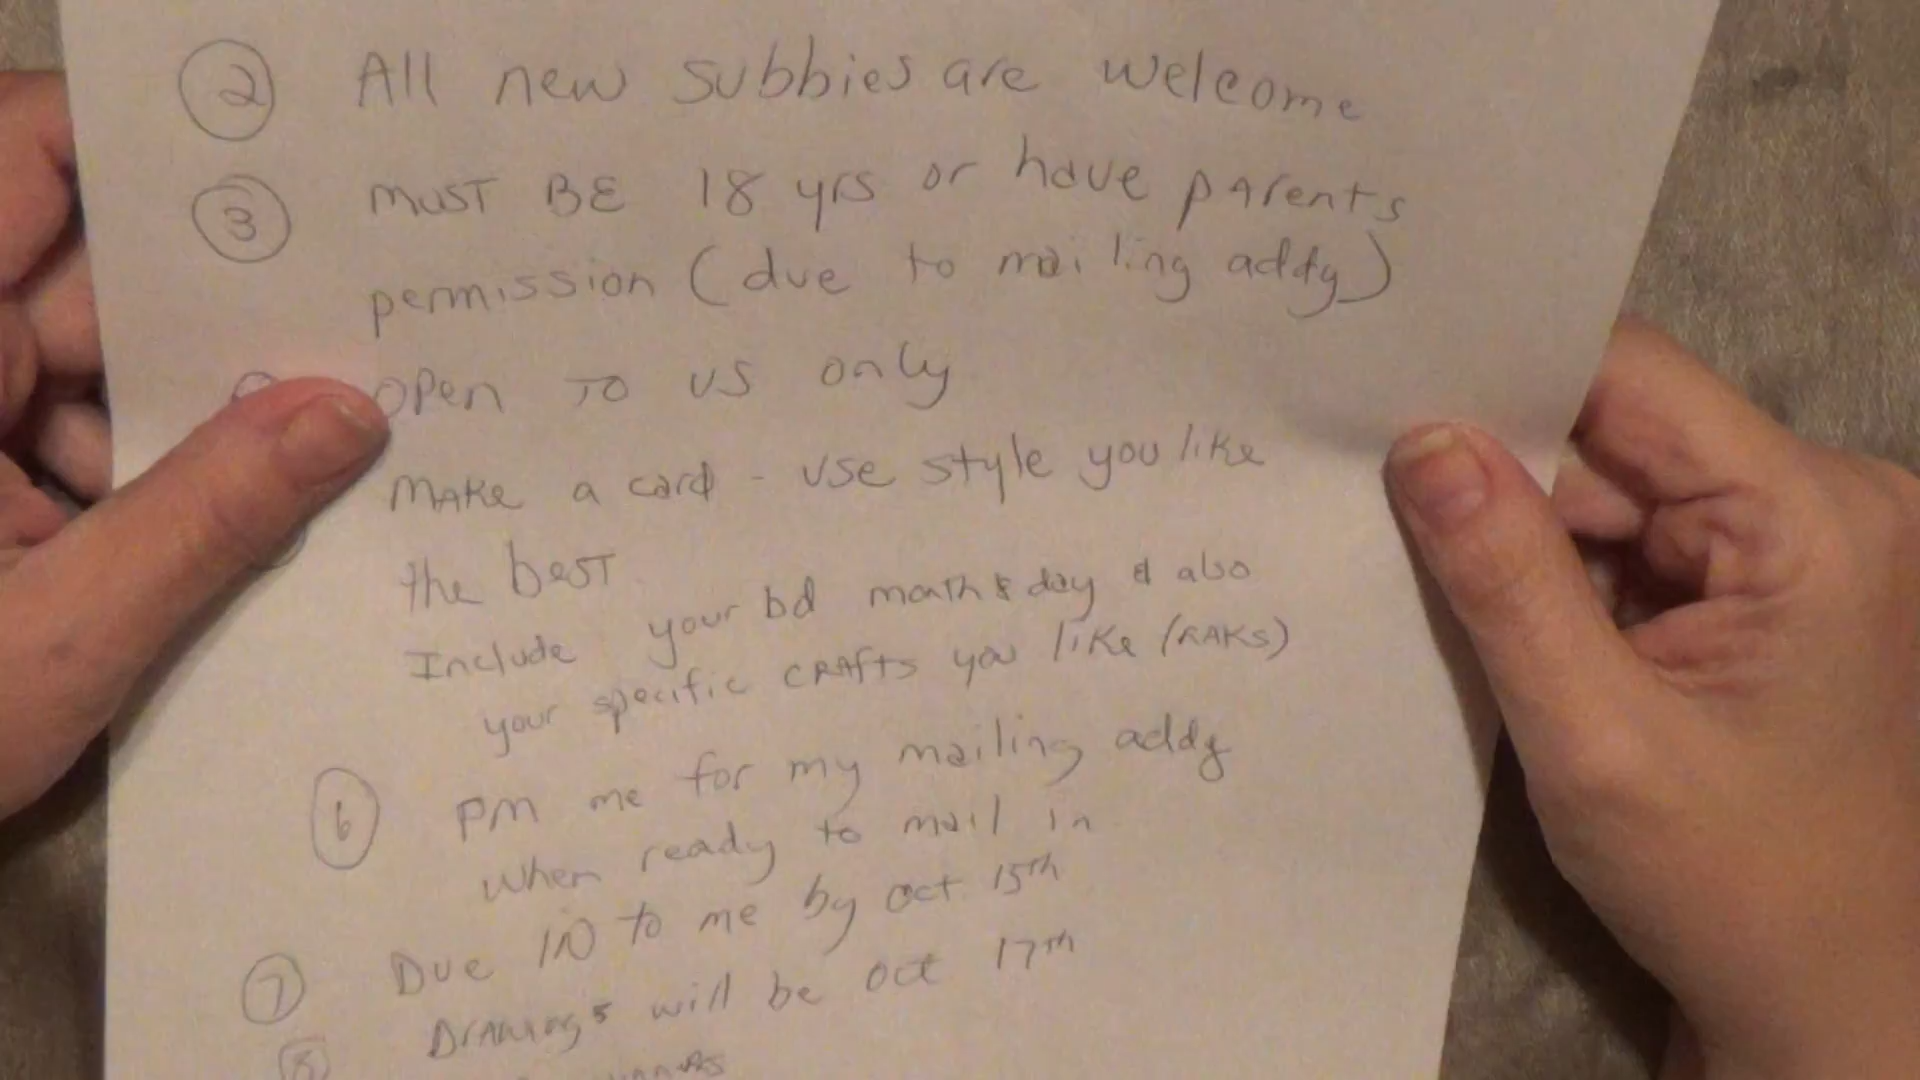 2 All new subbies are welcome
3 MUST BE 18 yrs or have parents
permission (due to mailing addy)
open To US only
Make a card - use style you like
the best
Include your bd month & day & also
your specific crafts you like (RAKs)
6 PM me for my mailing addy
when ready to mail in
7 Due IN to me by oct 15th
Drawings will be oct 17th
8